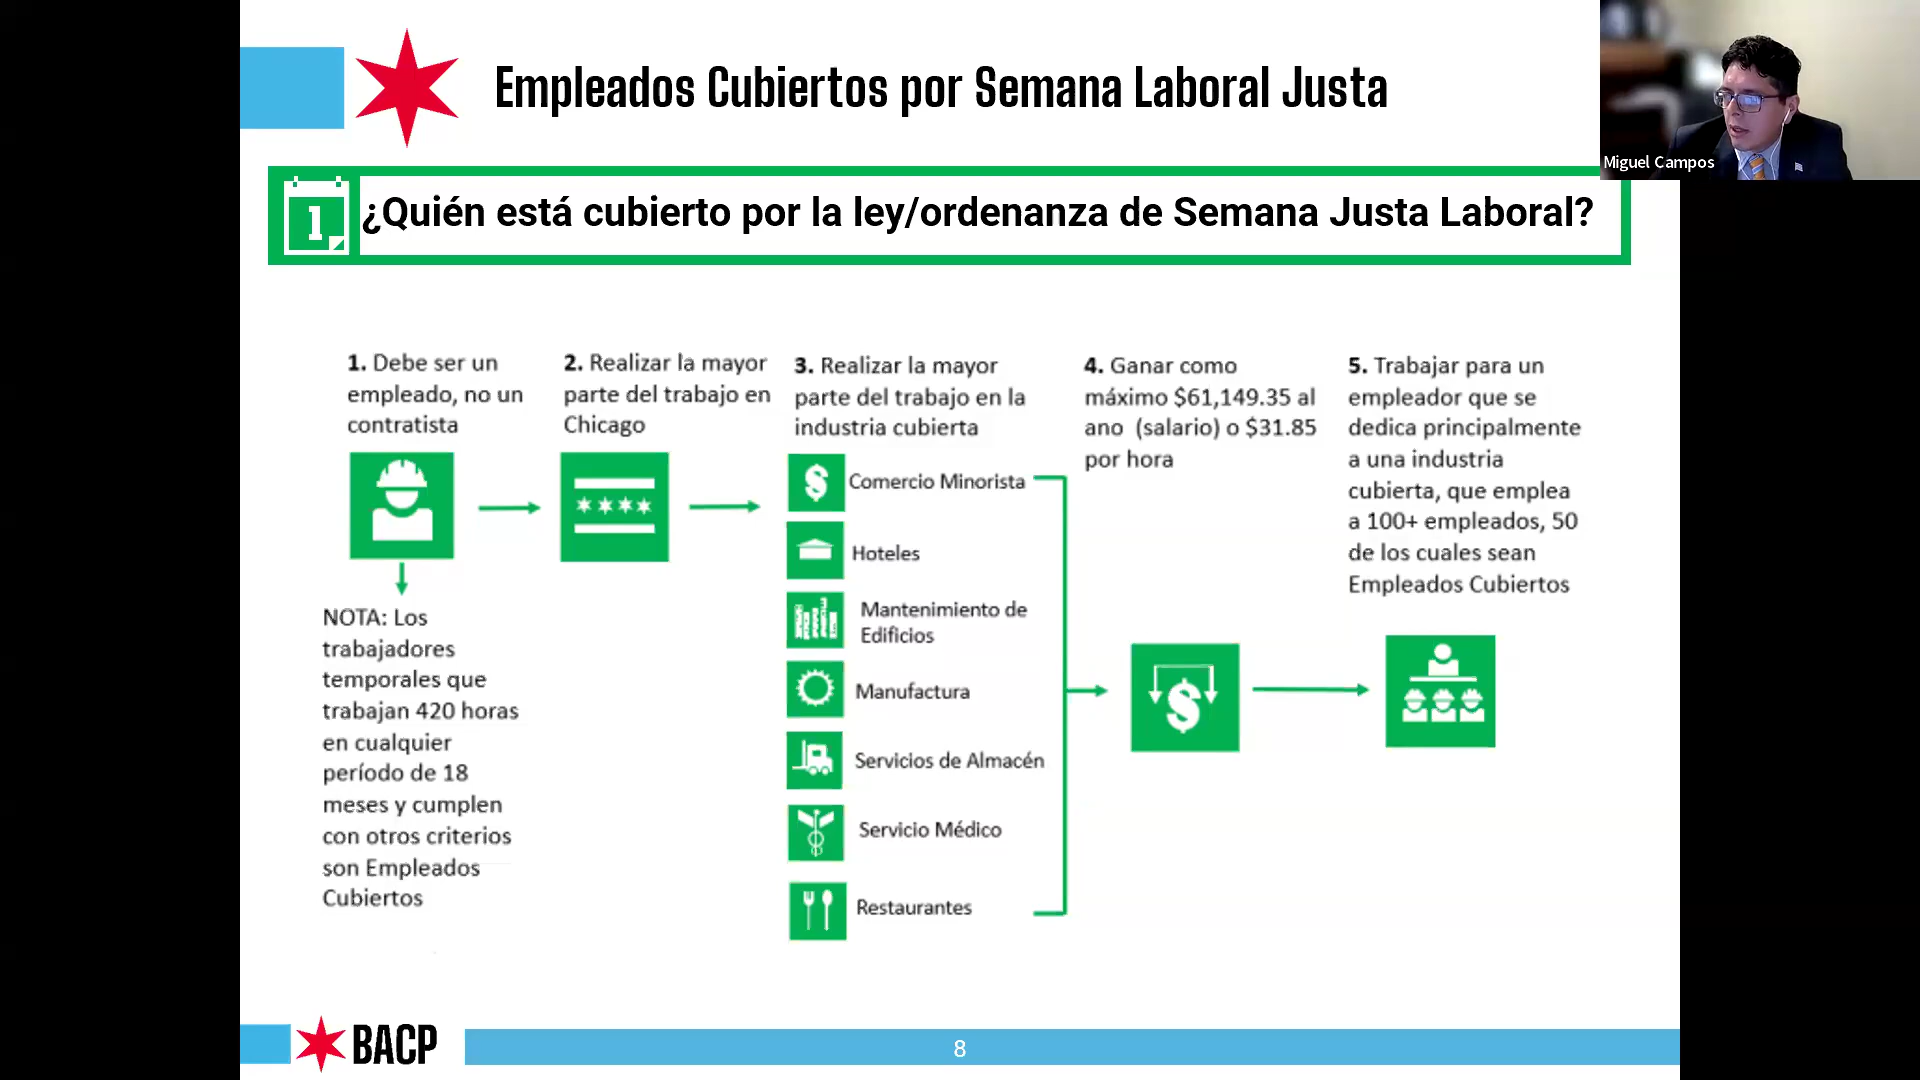 Empleados Cubiertos por Semana Laboral Justa
Miguel Campos
1
¿Quién está cubierto por la ley/ordenanza de Semana Justa Laboral?
1. Debe ser un
empleado, no un
contratista
NOTA: Los
trabajadores
temporales que
trabajan 420 horas
en cualquier
período de 18
meses y cumplen
con otros criterios
son Empleados
Cubiertos
2. Realizar la mayor
parte del trabajo en
Chicago
3. Realizar la mayor
parte del trabajo en la
industria cubierta
$
Comercio Minorista
Hoteles
Mantenimiento de
Edificios
Manufactura
Servicios de Almacén
Servicio Médico
Restaurantes
4. Ganar como
máximo $61,149.35 al
ano (salario) o $31.85
por hora
$
5. Trabajar para un
empleador que se
dedica principalmente
a una industria
cubierta, que emplea
a 100+ empleados, 50
de los cuales sean
Empleados Cubiertos
BACP
8